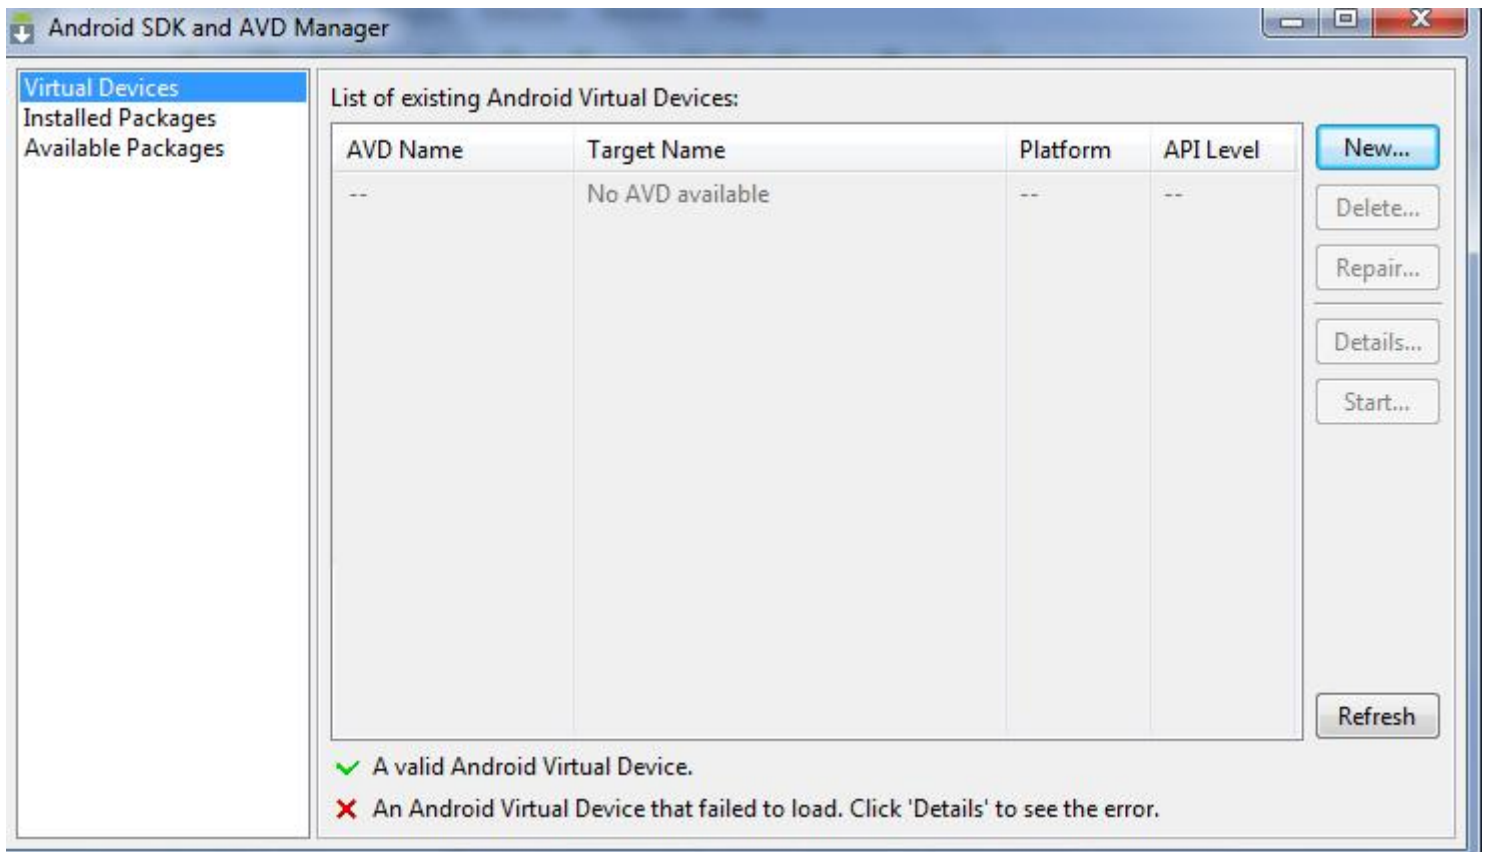 Android SDK and AVD Manager
Virtual Devices
Installed Packages
Available Packages
List of existing Android Virtual Devices:
AVD Name Target Name Platform API Level
-- No AVD available -- --
New...
Delete...
Repair...
Details...
Start...
Refresh
A valid Android Virtual Device.
An Android Virtual Device that failed to load. Click 'Details' to see the error.